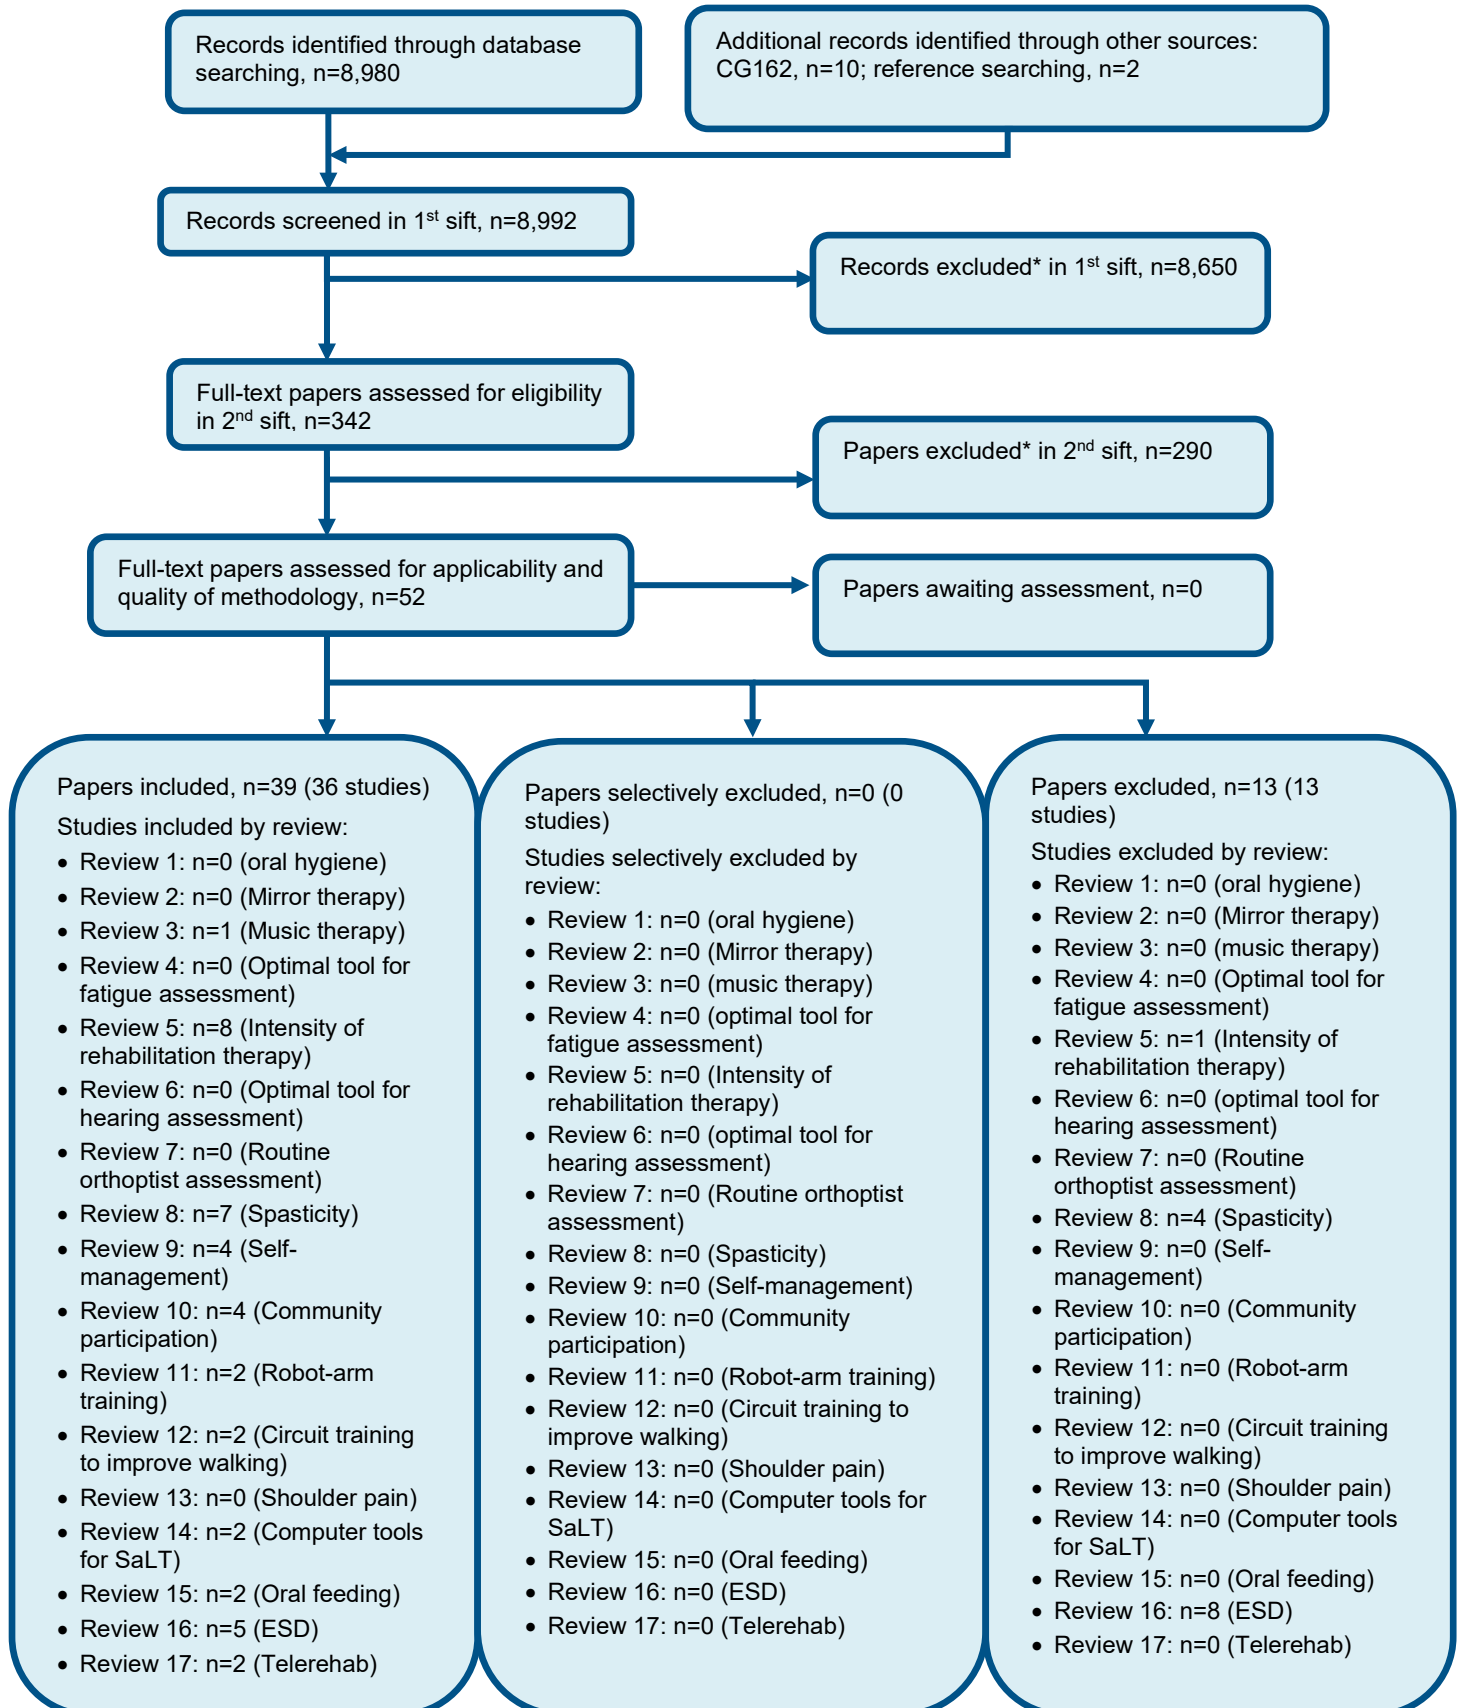 Records identified through database
searching, n=8,980
Additional records identified through other sources:
CG162, n=10; reference searching, n=2
Records screened in 1st sift, n=8,992
Records excluded* in 1st sift, n=8,650
Full-text papers assessed for eligibility
in 2nd sift, n=342
Papers excluded* in 2nd sift, n=290
Full-text papers assessed for applicability and
quality of methodology, n=52
Papers awaiting assessment, n=0
Papers included, n=39 (36 studies)
Studies included by review:
• Review 1: n=0 (oral hygiene)
• Review 2: n=0 (Mirror therapy)
• Review 3: n=1 (Music therapy)
• Review 4: n=0 (Optimal tool for
fatigue assessment)
• Review 5: n=8 (Intensity of
rehabilitation therapy)
• Review 6: n=0 (Optimal tool for
hearing assessment)
• Review 7: n=0 (Routine
orthoptist assessment)
• Review 8: n=7 (Spasticity)
• Review 9: n=4 (Self-
management)
• Review 10: n=4 (Community
participation)
• Review 11: n=2 (Robot-arm
training)
• Review 12: n=2 (Circuit training
to improve walking)
• Review 13: n=0 (Shoulder pain)
• Review 14: n=2 (Computer tools
for SaLT)
• Review 15: n=2 (Oral feeding)
• Review 16: n=5 (ESD)
• Review 17: n=2 (Telerehab)
Papers selectively excluded, n=0 (0
studies)
Studies selectively excluded by
review:
• Review 1: n=0 (oral hygiene)
• Review 2: n=0 (Mirror therapy)
• Review 3: n=0 (music therapy)
• Review 4: n=0 (optimal tool for
fatigue assessment)
• Review 5: n=0 (Intensity of
rehabilitation therapy)
• Review 6: n=0 (optimal tool for
hearing assessment)
• Review 7: n=0 (Routine orthoptist
assessment)
• Review 8: n=0 (Spasticity)
• Review 9: n=0 (Self-management)
• Review 10: n=0 (Community
participation)
• Review 11: n=0 (Robot-arm training)
• Review 12: n=0 (Circuit training to
improve walking)
• Review 13: n=0 (Shoulder pain)
• Review 14: n=0 (Computer tools for
SaLT)
• Review 15: n=0 (Oral feeding)
• Review 16: n=0 (ESD)
• Review 17: n=0 (Telerehab)
Papers excluded, n=13 (13
studies)
Studies excluded by review:
• Review 1: n=0 (oral hygiene)
• Review 2: n=0 (Mirror therapy)
• Review 3: n=0 (music therapy)
• Review 4: n=0 (Optimal tool for
fatigue assessment)
• Review 5: n=1 (Intensity of
rehabilitation therapy)
• Review 6: n=0 (optimal tool for
hearing assessment)
• Review 7: n=0 (Routine
orthoptist assessment)
• Review 8: n=4 (Spasticity)
• Review 9: n=0 (Self-
management)
• Review 10: n=0 (Community
participation)
• Review 11: n=0 (Robot-arm
training)
• Review 12: n=0 (Circuit training
to improve walking)
• Review 13: n=0 (Shoulder pain)
• Review 14: n=0 (Computer tools
for SaLT)
• Review 15: n=0 (Oral feeding)
• Review 16: n=8 (ESD)
• Review 17: n=0 (Telerehab)